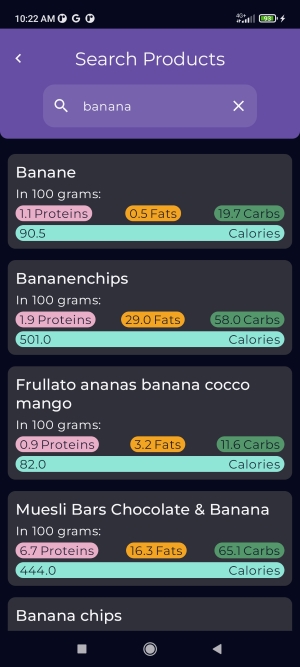 10:22 AM
4G+
93
Search Products
banana
Banane
In 100 grams:
1.1 Proteins 0.5 Fats 19.7 Carbs
90.5 Calories
Bananenchips
In 100 grams:
1.9 Proteins 29.0 Fats 58.0 Carbs
501.0 Calories
Frullato ananas banana cocco
mango
In 100 grams:
0.9 Proteins 3.2 Fats 11.6 Carbs
82.0 Calories
Muesli Bars Chocolate & Banana
In 100 grams:
6.7 Proteins 16.3 Fats 65.1 Carbs
444.0 Calories
Banana chips